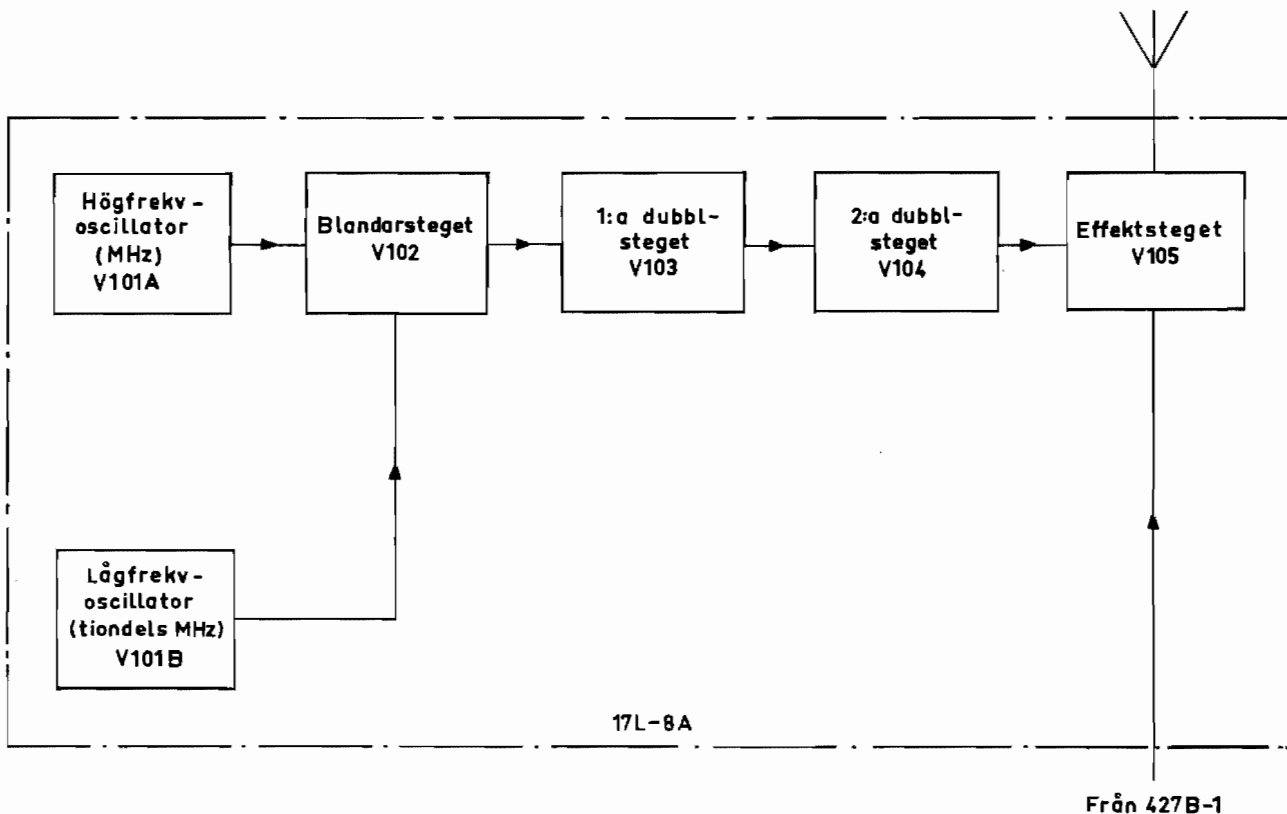 Högfrekv-
oscillator
(MHz)
V101A
Blandarsteget
V102
1:a dubbl-
steget
V103
2:a dubbl-
steget
V104
Effektsteget
V105
Lågfrekv-
oscillator
(tiondels MHz)
V101B
17L-8A
Från 427B-1